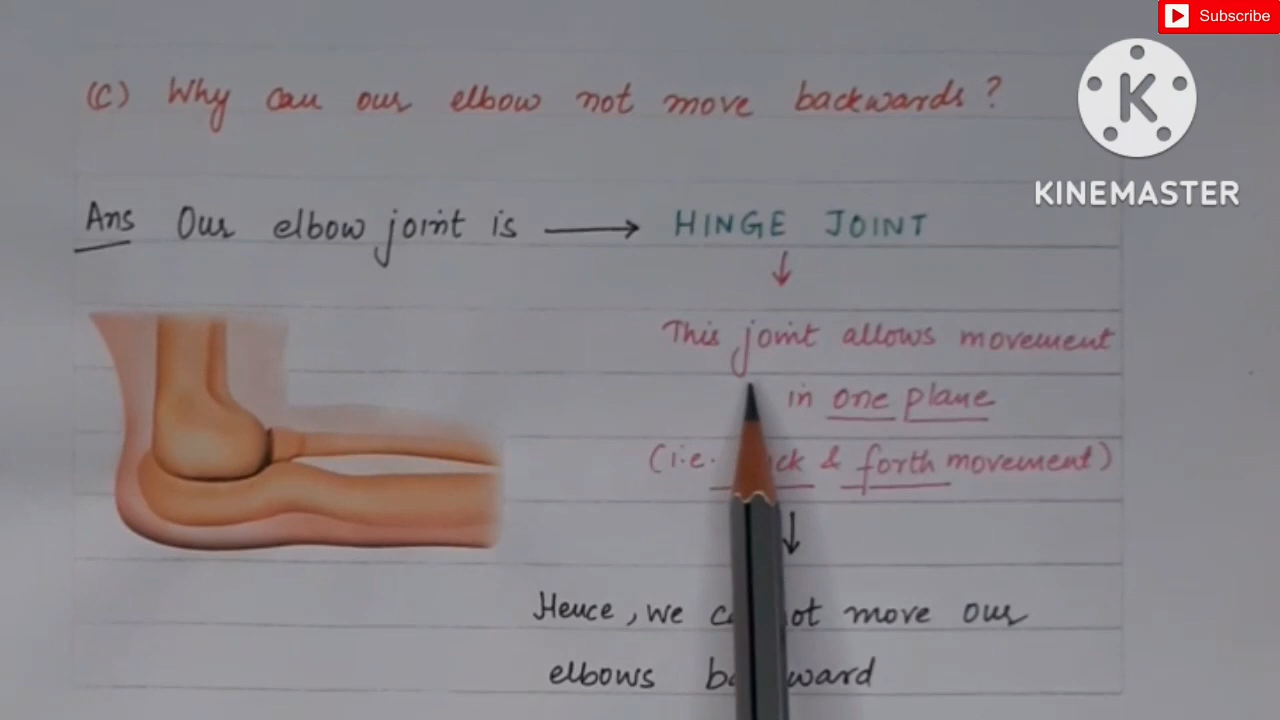 Subscribe
K
KINEMASTER
(C) Why can our elbow not move backwards?
Ans Our elbow joint is → HINGE JOINT
↓
This joint allows movement
in one plane
(i.e. & forth movement)
↓
Hence, we move our
elbows